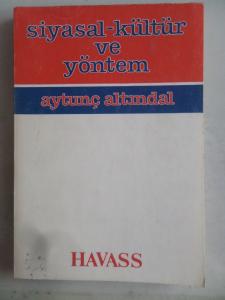 siyasal-kültür
ve
yöntem
aytunç altındal
HAVASS